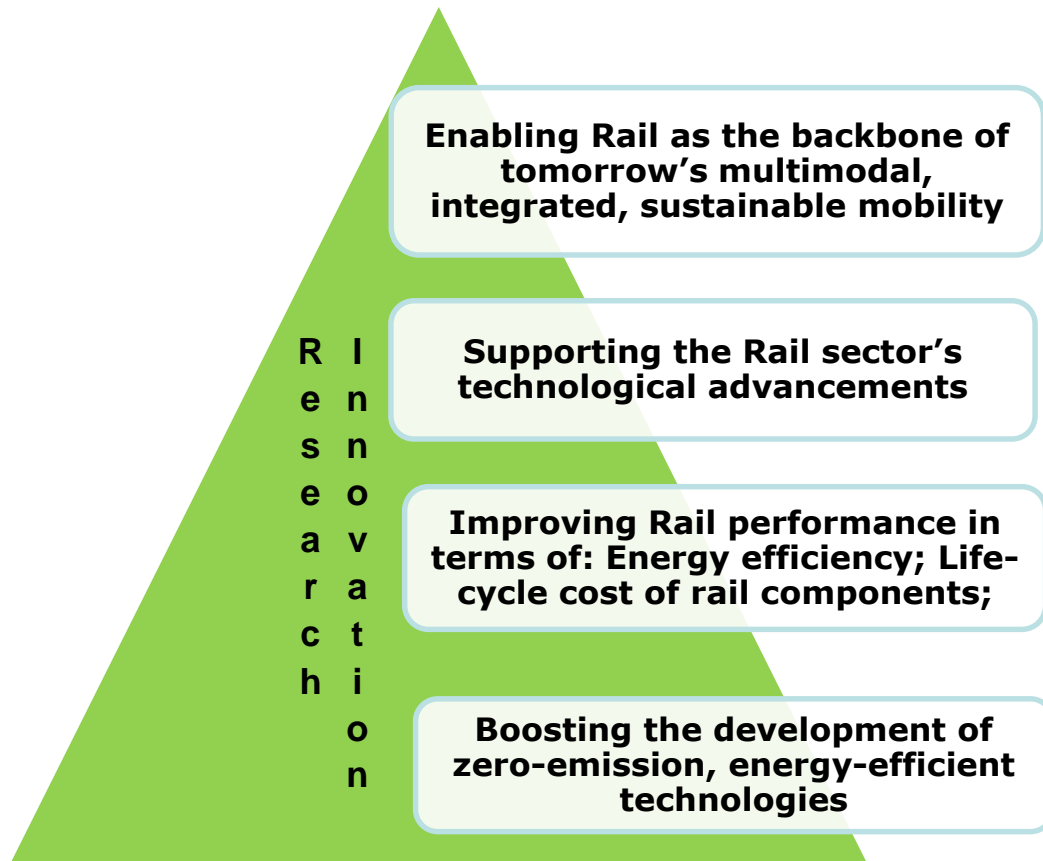 Enabling Rail as the backbone of
tomorrow’s multimodal,
integrated, sustainable mobility
Research
Innovation
Supporting the Rail sector’s
technological advancements
Improving Rail performance in
terms of: Energy efficiency; Life-
cycle cost of rail components;
Boosting the development of
zero-emission, energy-efficient
technologies